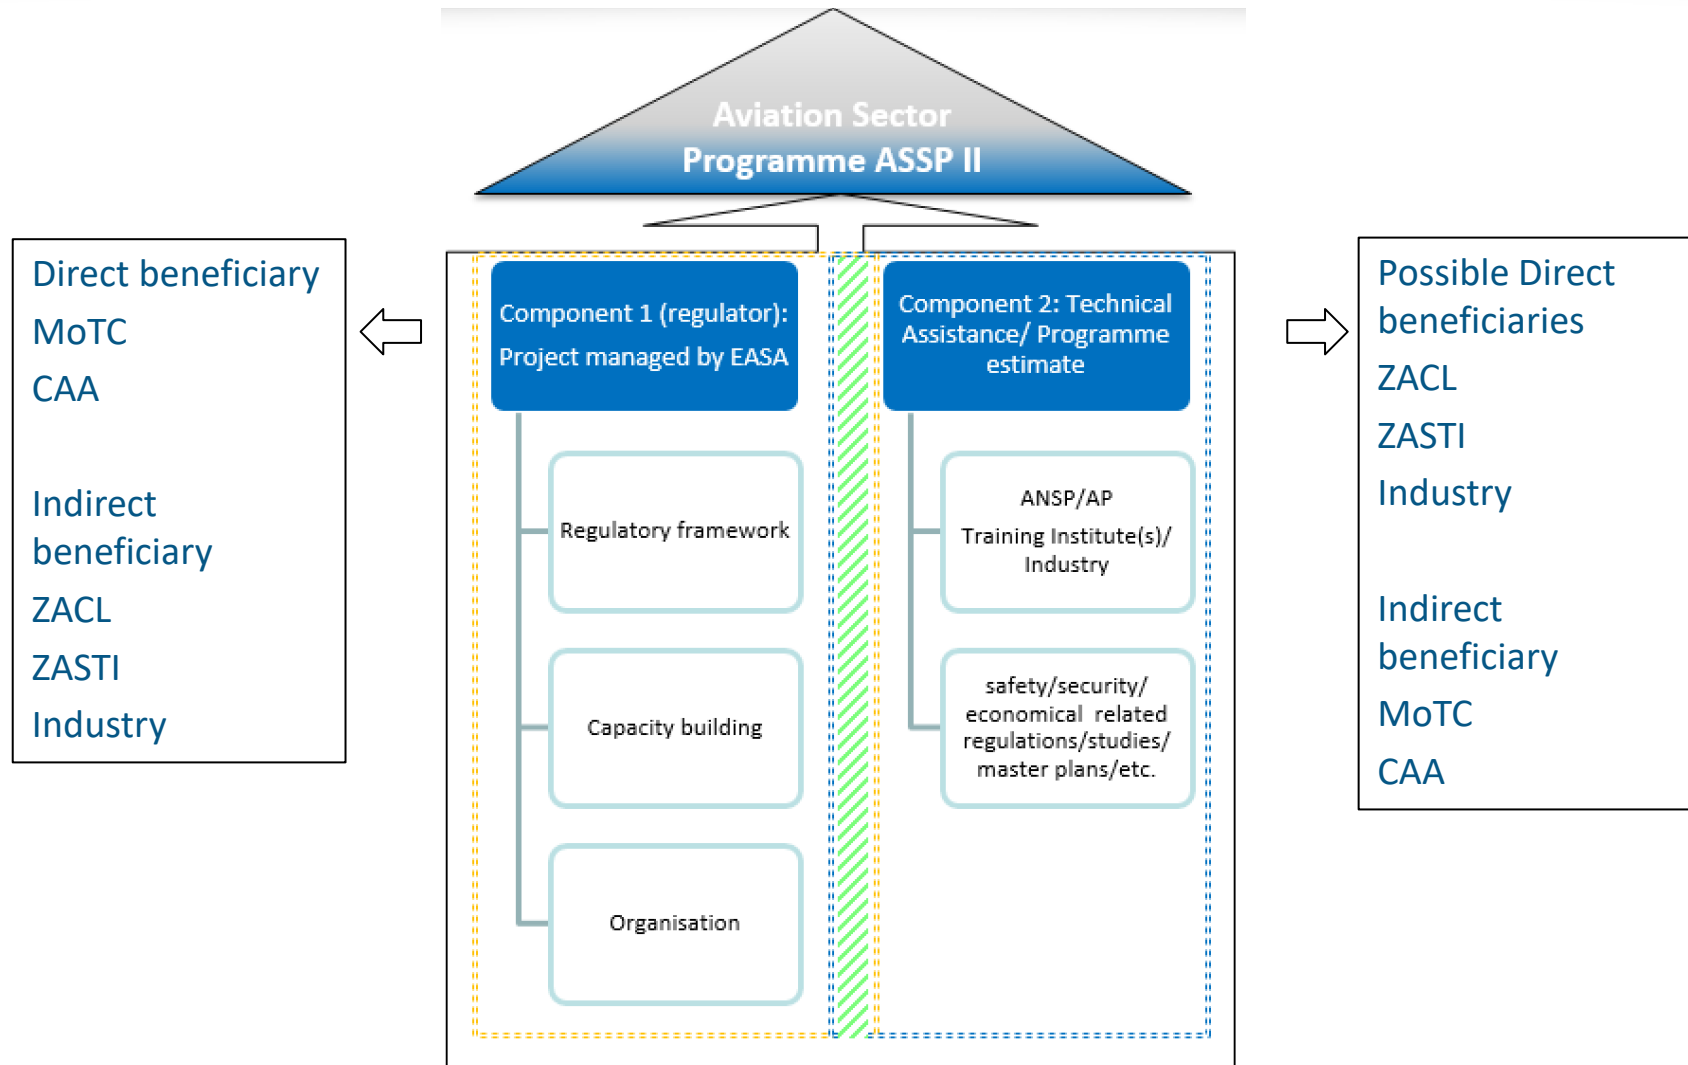 Aviation Sector
Programme ASSP II
Direct beneficiary
MoTC
CAA
Indirect
beneficiary
ZACL
ZASTI
Industry
Component 1 (regulator):
Project managed by EASA
Regulatory framework
Capacity building
Organisation
Component 2: Technical
Assistance/ Programme
estimate
ANSP/AP
Training Institute(s)/
Industry
safety/security/
economical related
regulations/studies/
master plans/etc.
Possible Direct
beneficiaries
ZACL
ZASTI
Industry
Indirect
beneficiary
MoTC
CAA